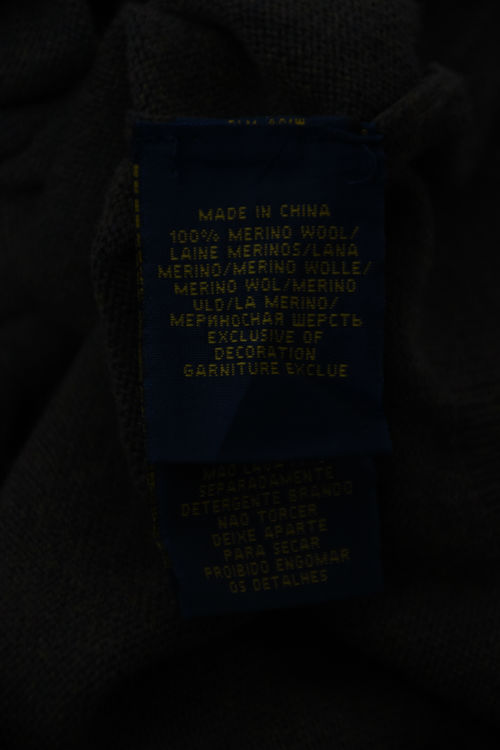 MADE IN CHINA
100% MERINO WOOL/
LAINE MERINOS/LANA
MERINO/MERINO WOLLE/
MERINO WOL/MERINO
ULD/LA MERINO/
МЕРИНОСНАЯ ШЕРСТЬ
EXCLUSIVE OF
DECORATION
GARNITURE EXCLUE
SEPARADAMENTE
DETERGENTE BRANDO
NAO TORCER
DEIXE APARTE
PARA SECAR
PROIBIDO ENGOMAR
OS DETALHES